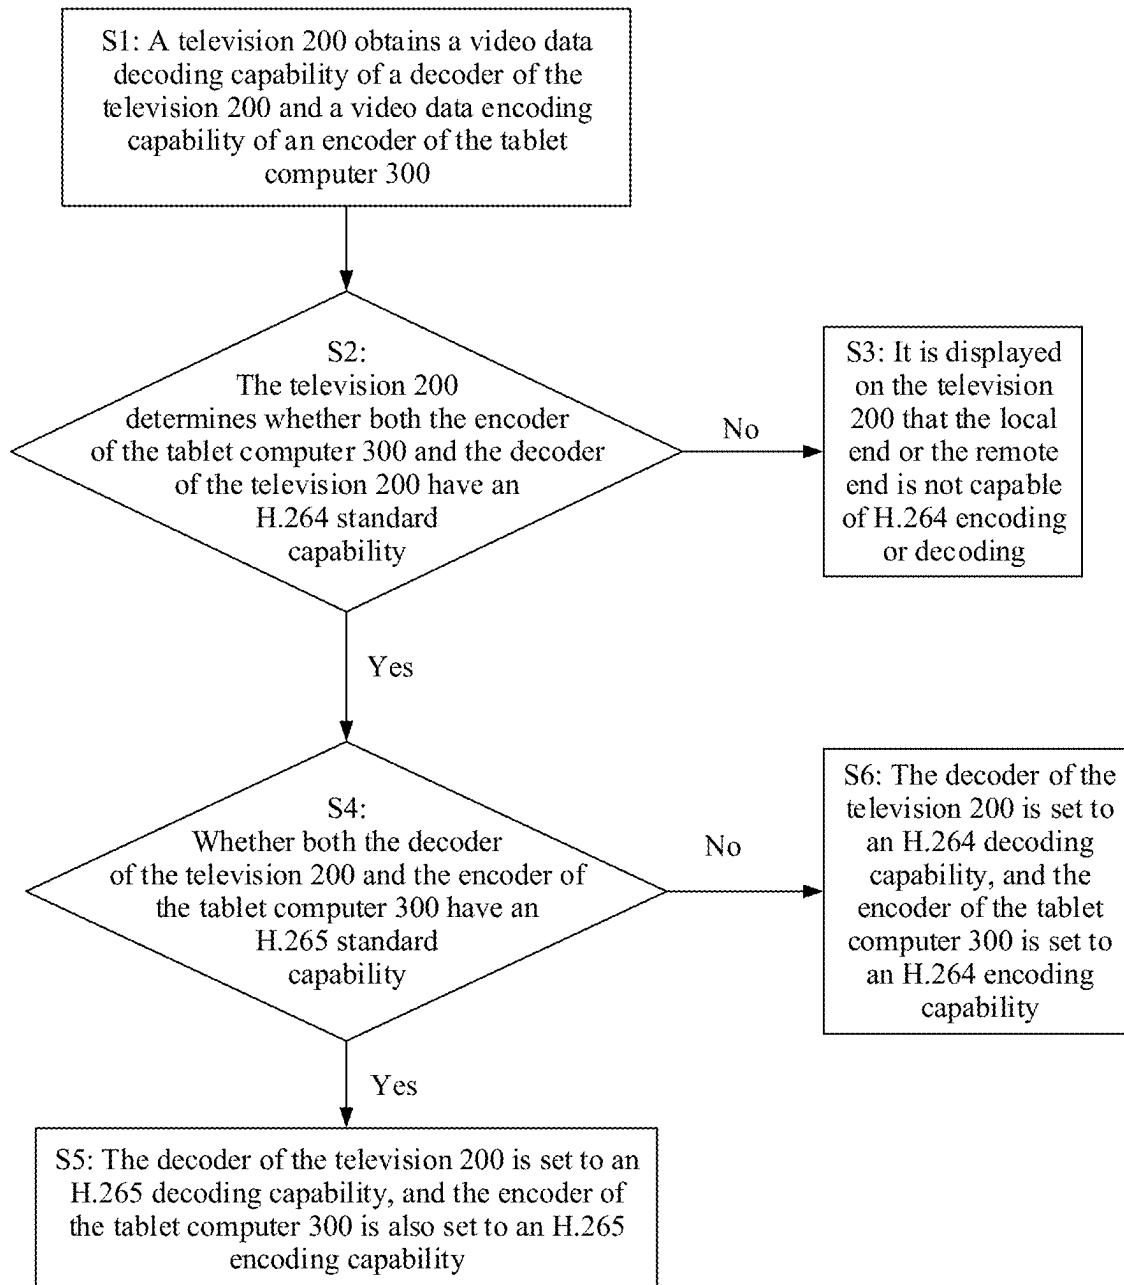 S1: A television 200 obtains a video data
decoding capability of a decoder of the
television 200 and a video data encoding
capability of an encoder of the tablet
computer 300
S2:
The television 200
determines whether both the encoder
of the tablet computer 300 and the decoder
of the television 200 have an
H.264 standard
capability
No
S3: It is displayed
on the television
200 that the local
end or the remote
end is not capable
of H.264 encoding
or decoding
Yes
S4:
Whether both the decoder
of the television 200 and the encoder of
the tablet computer 300 have an
H.265 standard
capability
No
S6: The decoder of the
television 200 is set to
an H.264 decoding
capability, and the
encoder of the tablet
computer 300 is set to
an H.264 encoding
capability
Yes
S5: The decoder of the television 200 is set to an
H.265 decoding capability, and the encoder of
the tablet computer 300 is also set to an H.265
encoding capability